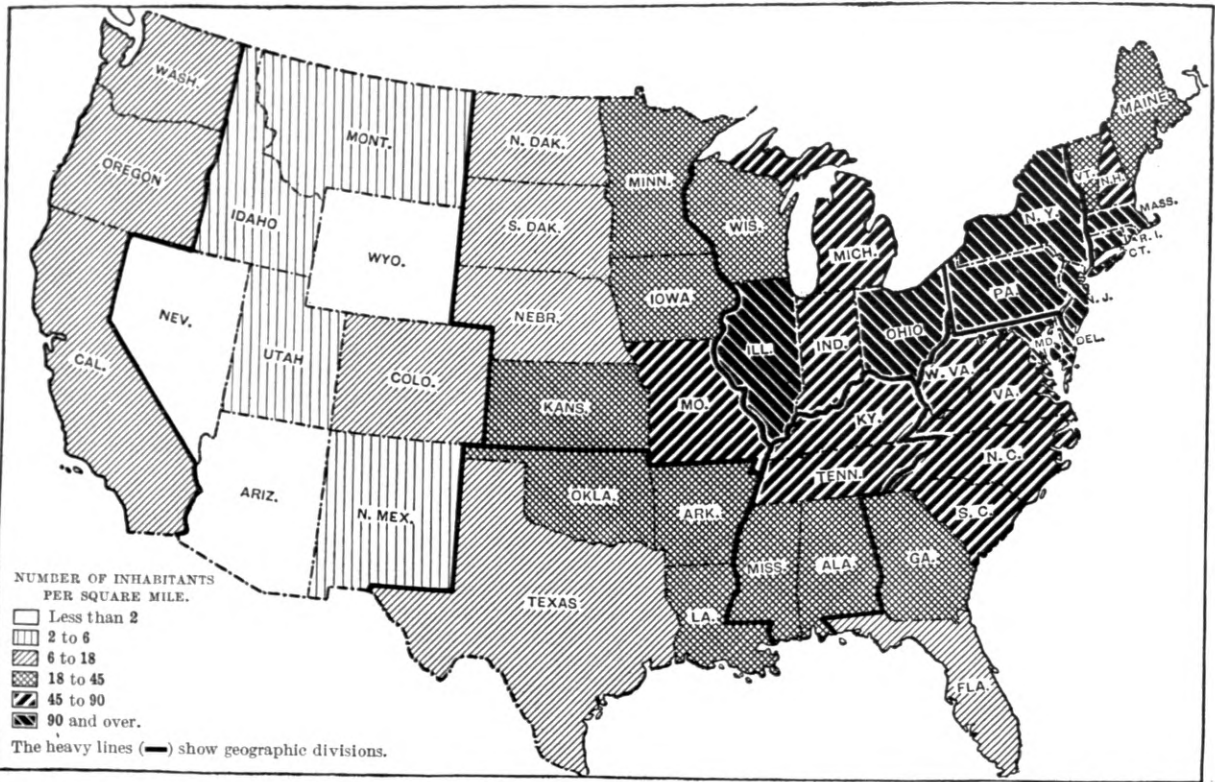 WASH.
MONT.
N. DAK.
MINN.
MAINE
OREGON
IDAHO
S. DAK.
WIS.
MICH.
VT.
N.H.
N. Y.
MASS.
R. I.
CT.
WYO.
NEV.
NEBR.
IOWA
PA.
N. J.
CAL.
UTAH
COLO.
ILL.
IND.
OHIO
MD.
DEL.
W. VA.
VA.
KANS.
MO.
KY.
N. C.
TENN.
ARIZ.
N. MEX.
OKLA.
ARK.
S. C.
MISS.
ALA.
GA.
TEXAS
LA.
FLA.
NUMBER OF INHABITANTS
PER SQUARE MILE.
Less than 2
2 to 6
6 to 18
18 to 45
45 to 90
90 and over.
The heavy lines (━) show geographic divisions.